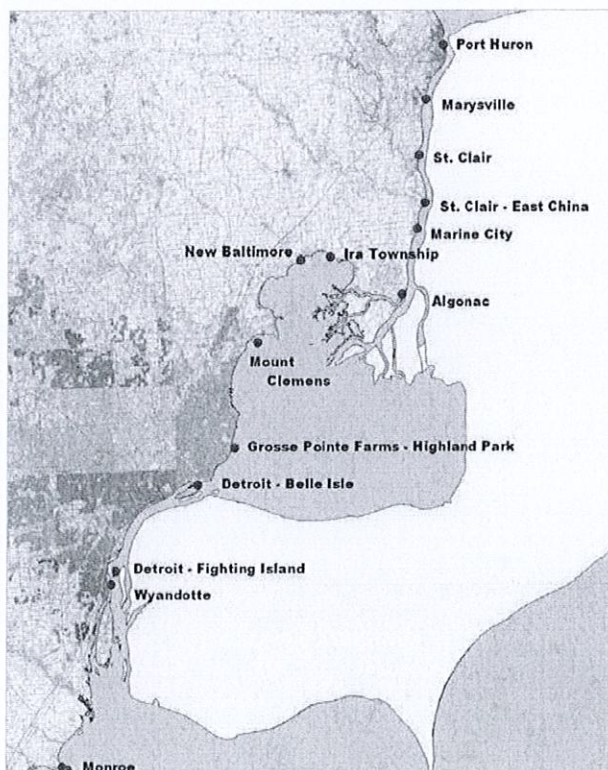 Port Huron
Marysville
St. Clair
St. Clair - East China
Marine City
New Baltimore
Ira Township
Algonac
Mount
Clemens
Grosse Pointe Farms - Highland Park
Detroit - Belle Isle
Detroit - Fighting Island
Wyandotte
Monroe